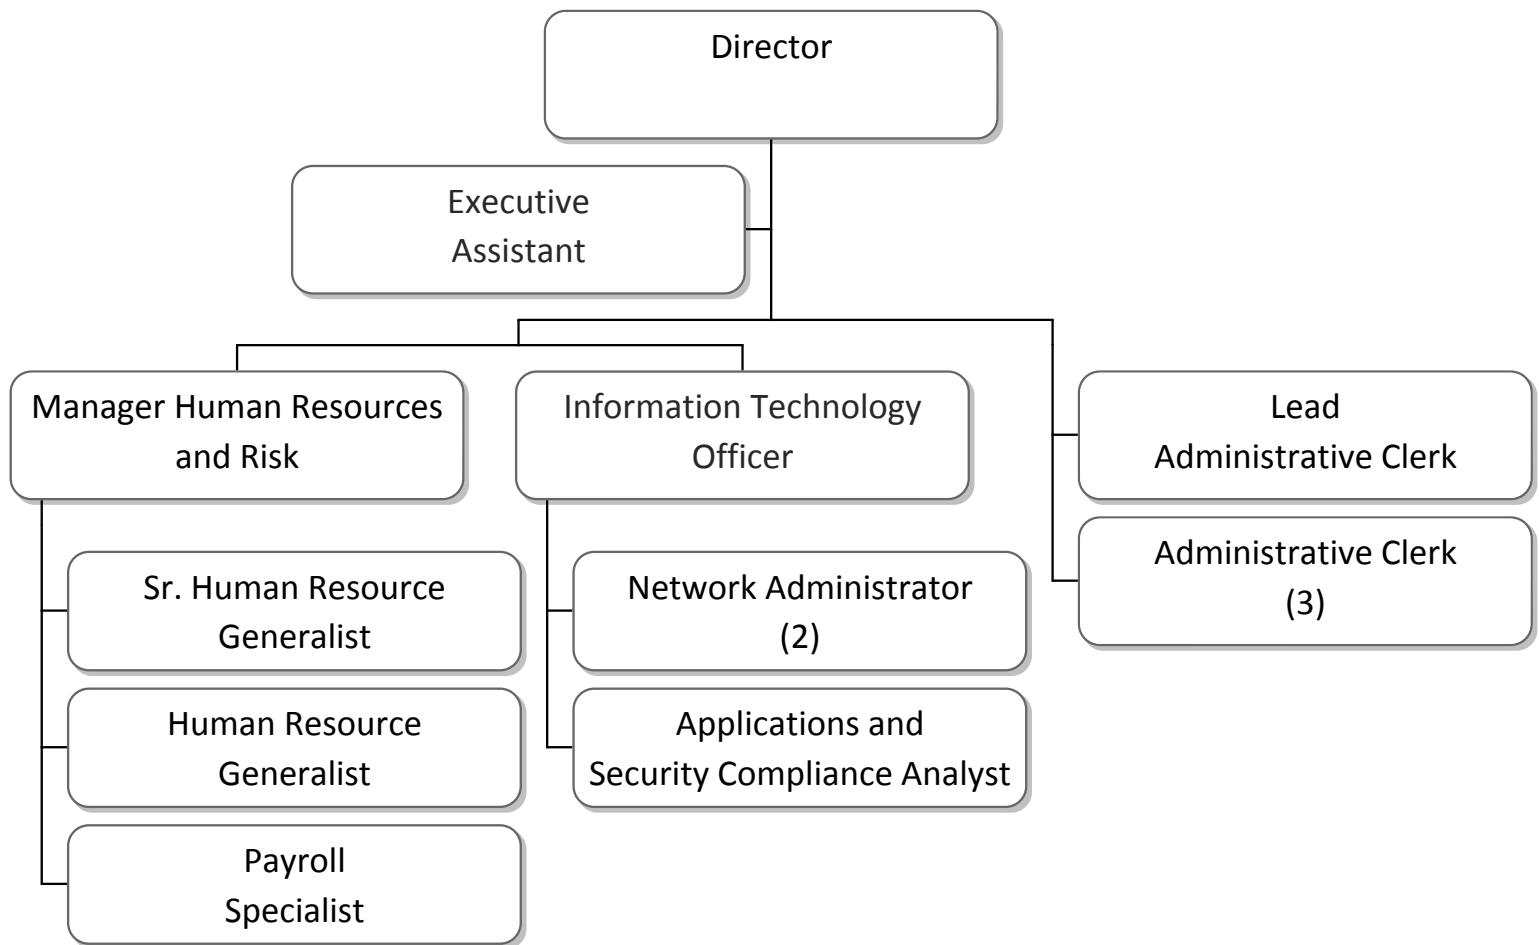 Director
Executive
Assistant
Manager Human Resources
and Risk
Information Technology
Officer
Lead
Administrative Clerk
Administrative Clerk
(3)
Sr. Human Resource
Generalist
Network Administrator
(2)
Human Resource
Generalist
Applications and
Security Compliance Analyst
Payroll
Specialist